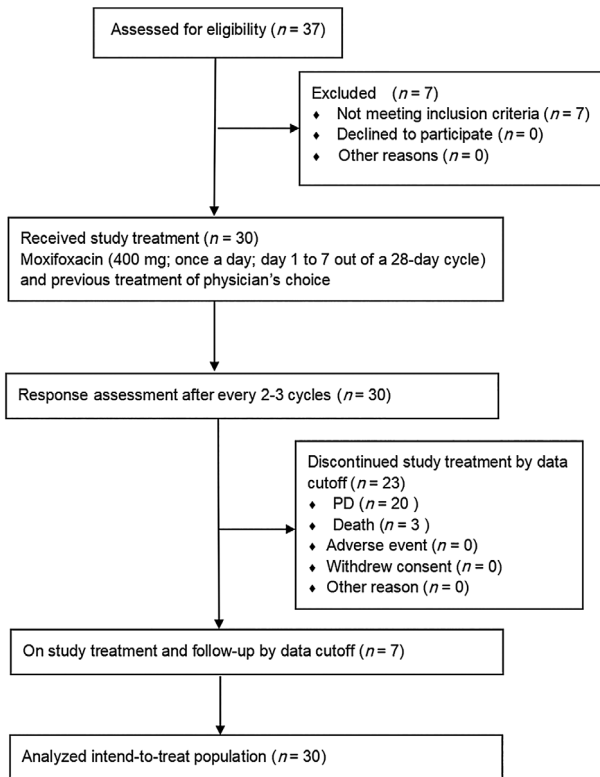 Assessed for eligibility (n = 37)
Excluded (n = 7)
♦ Not meeting inclusion criteria (n = 7)
♦ Declined to participate (n = 0)
♦ Other reasons (n = 0)
Received study treatment (n = 30)
Moxifoxacin (400 mg; once a day; day 1 to 7 out of a 28-day cycle)
and previous treatment of physician's choice
Response assessment after every 2-3 cycles (n = 30)
Discontinued study treatment by data
cutoff (n = 23)
♦ PD (n = 20 )
♦ Death (n = 3 )
♦ Adverse event (n = 0)
♦ Withdrew consent (n = 0)
♦ Other reason (n = 0)
On study treatment and follow-up by data cutoff (n = 7)
Analyzed intend-to-treat population (n = 30)